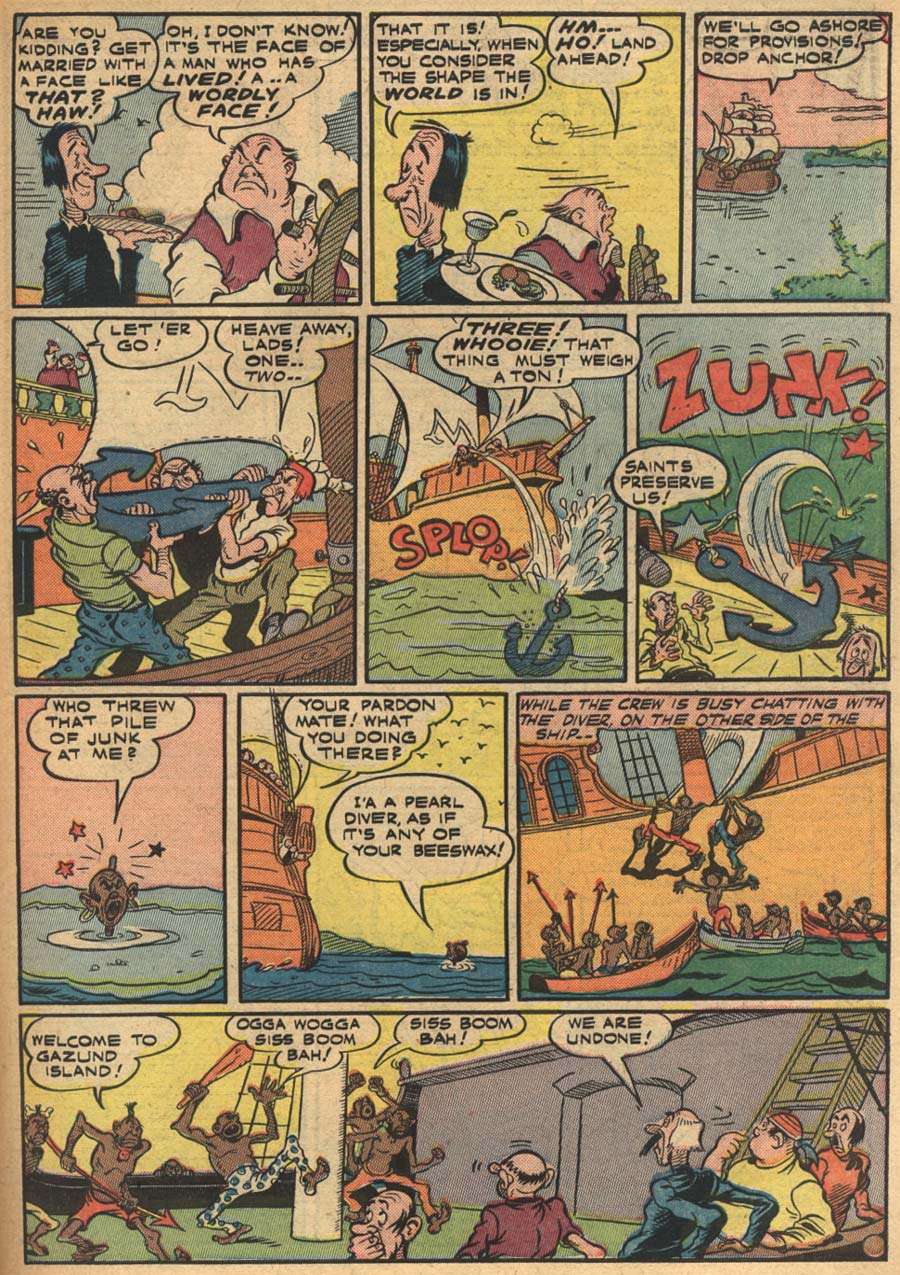 ARE YOU
KIDDING? GET
MARRIED WITH
A FACE LIKE
THAT?
HAW!
OH, I DON'T KNOW!
IT'S THE FACE OF
A MAN WHO HAS
LIVED! A..A
WORDLY
FACE!
THAT IT IS!
ESPECIALLY, WHEN
YOU CONSIDER
THE SHAPE THE
WORLD IS IN!
HM...
HO! LAND
AHEAD!
WE'LL GO ASHORE
FOR PROVISIONS!
DROP ANCHOR!
LET 'ER
GO!
HEAVE AWAY,
LADS!
ONE..
TWO..
THREE!
WHOOIE! THAT
THING MUST WEIGH
A TON!
SPLOP!
ZUNK!
SAINTS
PRESERVE
US!
WHO THREW
THAT PILE
OF JUNK
AT ME?
YOUR PARDON
MATE! WHAT
YOU DOING
THERE?
I'A A PEARL
DIVER, AS IF
IT'S ANY OF
YOUR BEESWAX!
WHILE THE CREW IS BUSY CHATTING WITH
THE DIVER, ON THE OTHER SIDE OF THE
SHIP..
WELCOME TO
GAZUND
ISLAND!
OGGA WOGGA
SISS BOOM
BAH!
SISS BOOM
BAH!
WE ARE
UNDONE!